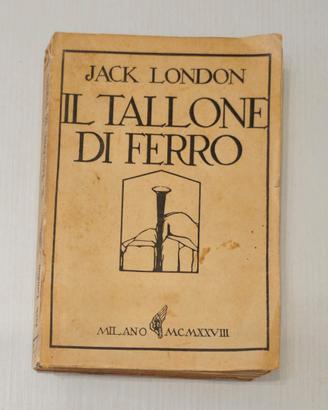 JACK LONDON
IL TALLONE
DI FERRO
MILANO MCMXXVIII